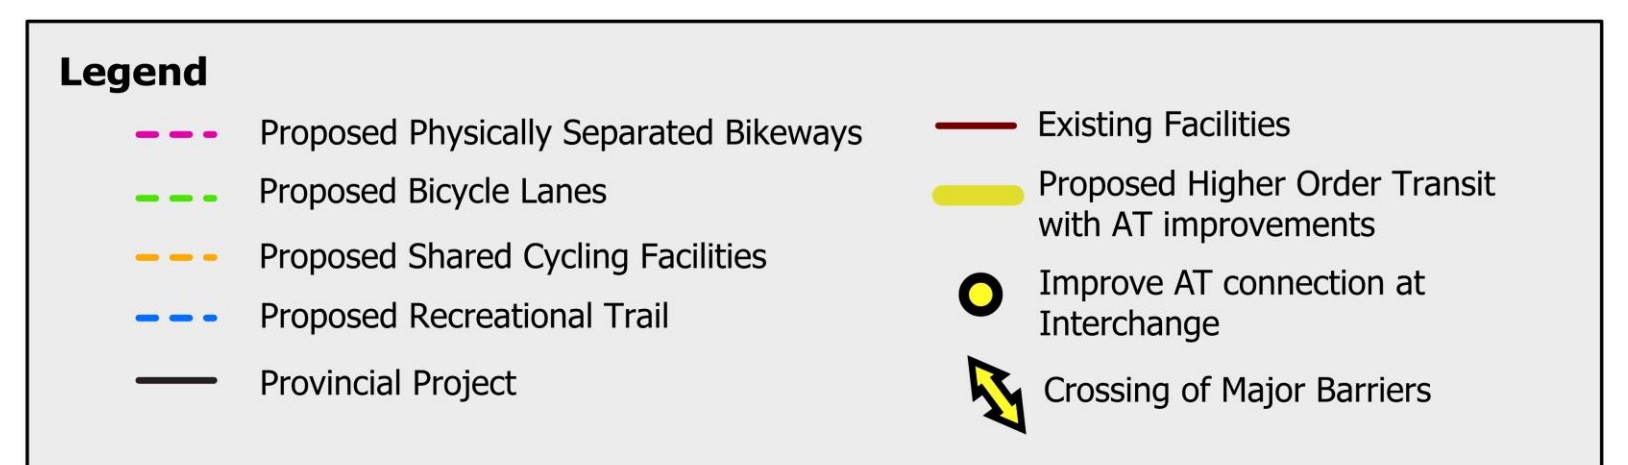 Legend
Proposed Physically Separated Bikeways
Proposed Bicycle Lanes
Proposed Shared Cycling Facilities
Proposed Recreational Trail
Provincial Project
Existing Facilities
Proposed Higher Order Transit
with AT improvements
Improve AT connection at
Interchange
Crossing of Major Barriers